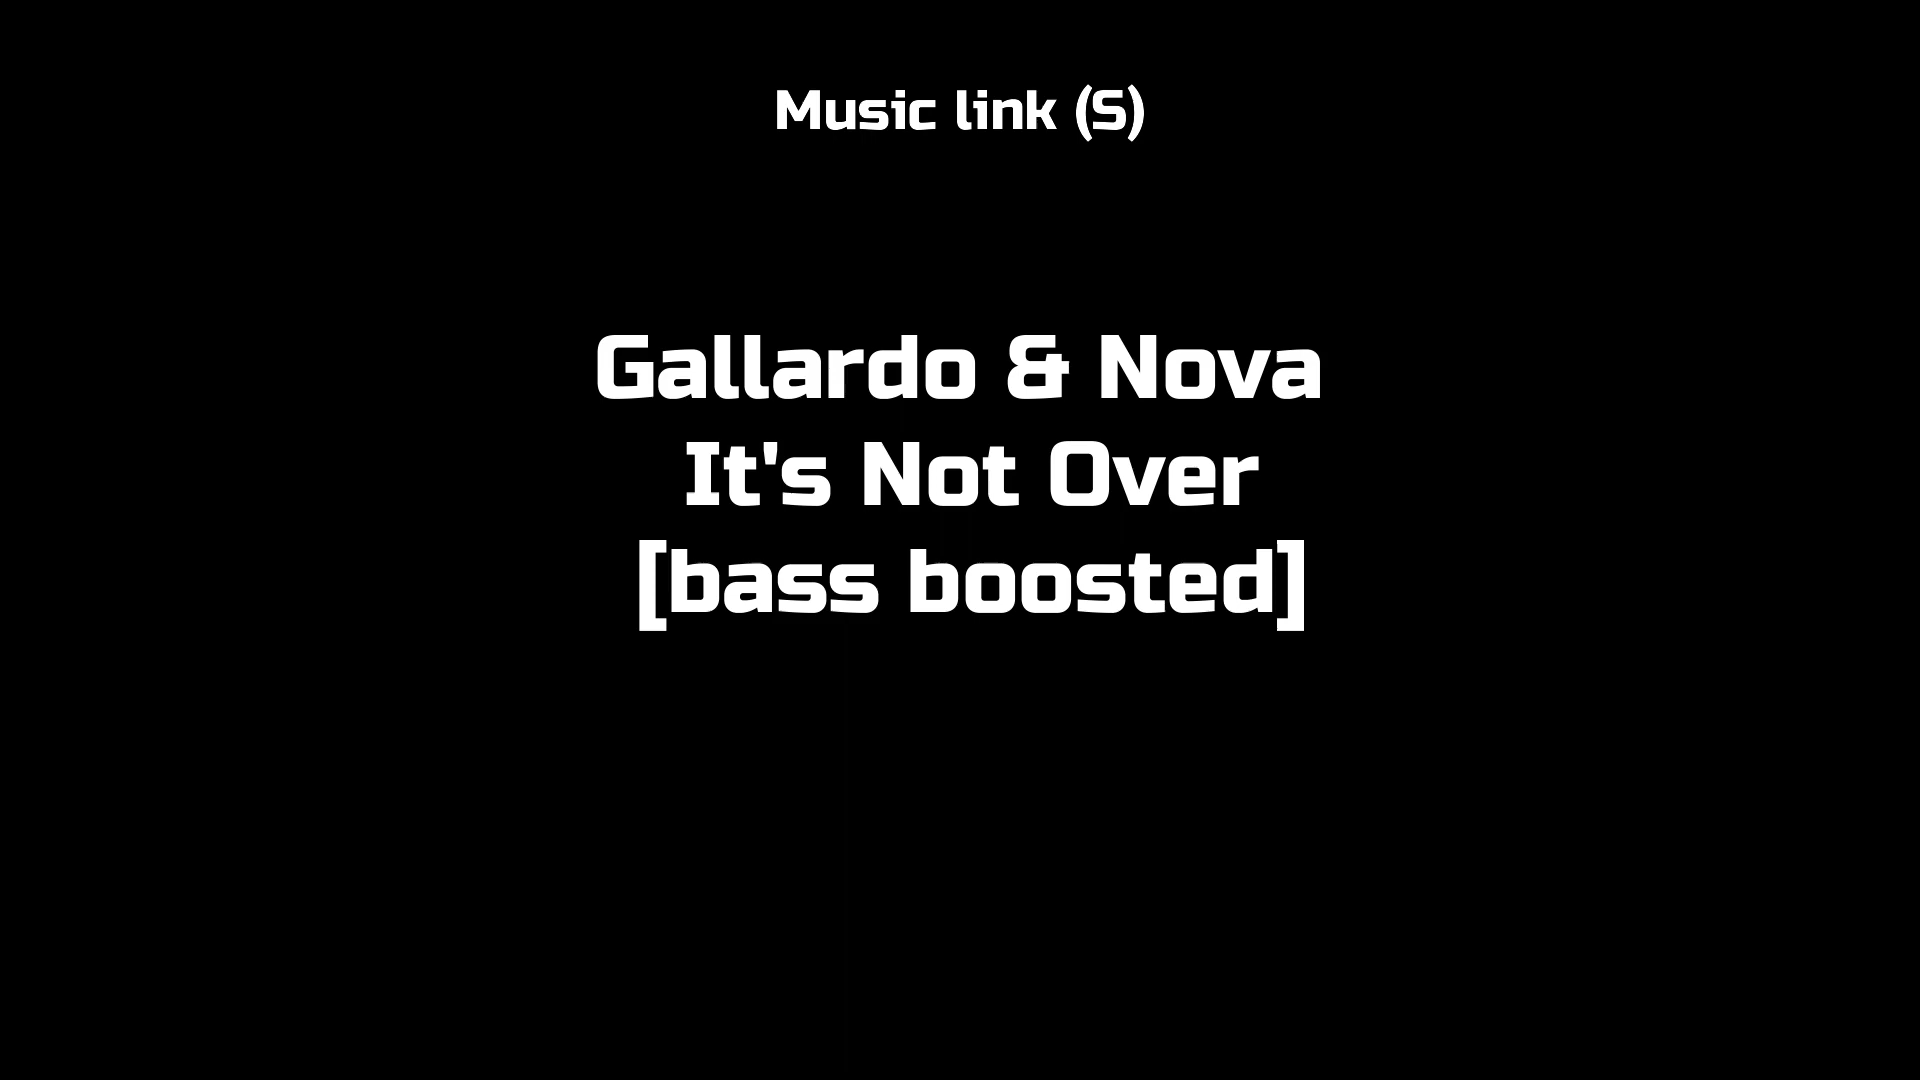 Music link (S)
Gallardo & Nova
It's Not Over
[bass boosted]